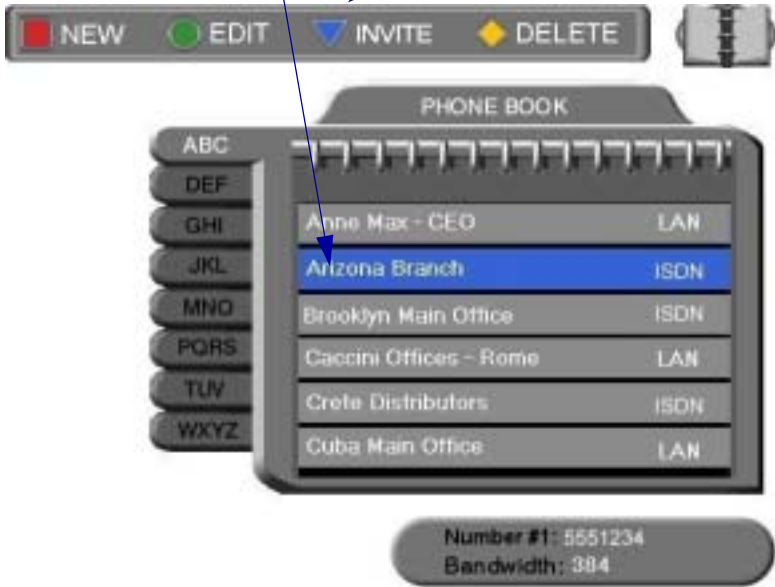 NEW EDIT INVITE DELETE
PHONE BOOK
ABC
DEF
GHI
JKL
MNO
PQRS
TUV
WXYZ
Anne Max - CEO LAN
Arizona Branch ISDN
Brooklyn Main Office ISDN
Caccini Offices - Rome LAN
Crete Distributors ISDN
Cuba Main Office LAN
Number #1: 5551234
Bandwidth: 384